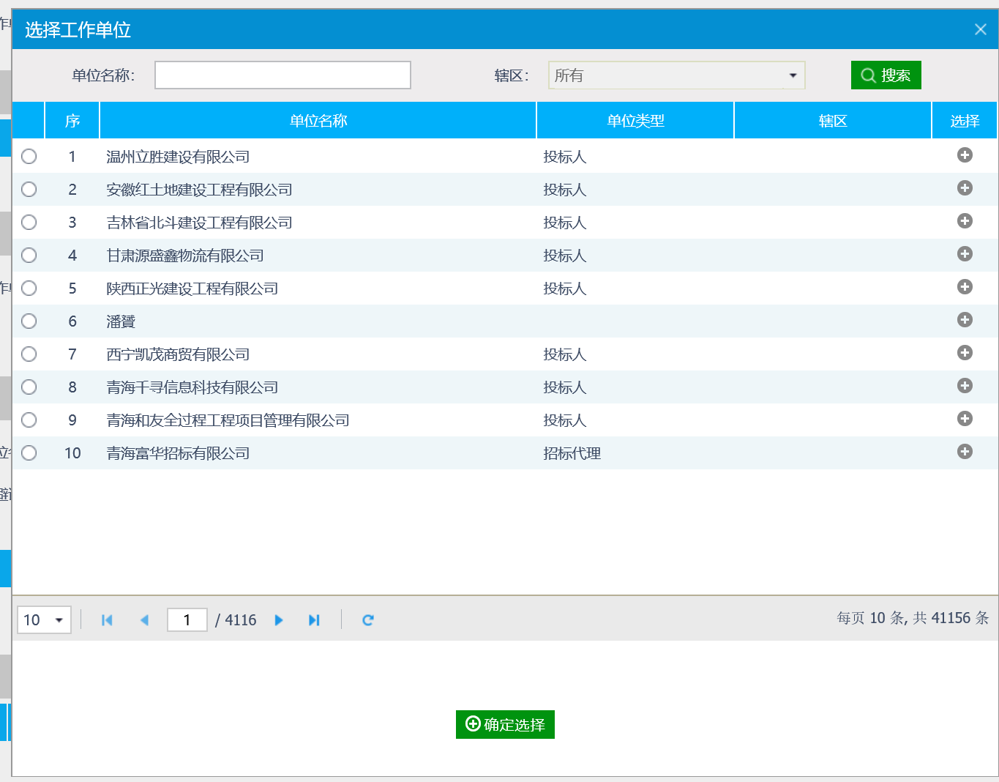 选择工作单位
单位名称： 辖区： 所有 搜索
序 单位名称 单位类型 辖区 选择
1 温州立胜建设有限公司 投标人
2 安徽红土地建设工程有限公司 投标人
3 吉林省北斗建设工程有限公司 投标人
4 甘肃源盛鑫物流有限公司 投标人
5 陕西正光建设工程有限公司 投标人
6 潘贇
7 西宁凯茂商贸有限公司 投标人
8 青海千寻信息科技有限公司 投标人
9 青海和友全过程工程项目管理有限公司 投标人
10 青海富华招标有限公司 招标代理
10 1 / 4116 每页 10 条, 共 41156 条
确定选择